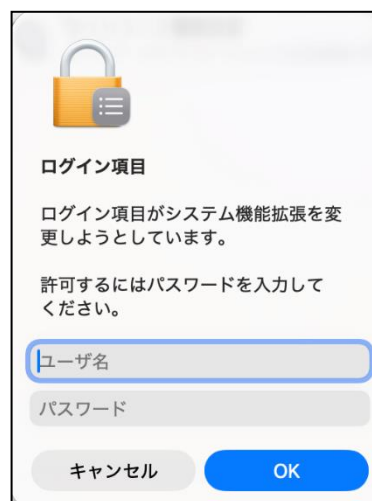 ログイン項目
ログイン項目がシステム機能拡張を変
更しようとしています。
許可するにはパスワードを入力して
ください。
ユーザ名
パスワード
キャンセル
OK